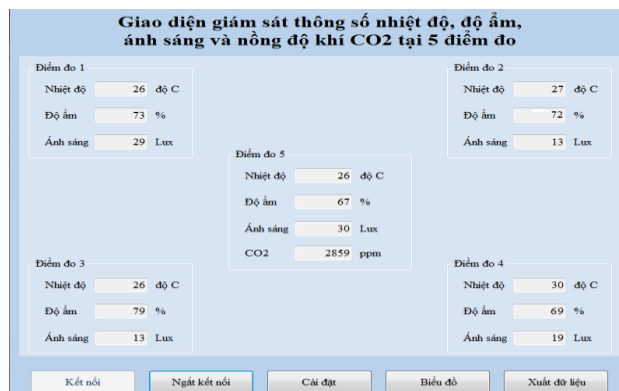 Giao diện giám sát thông số nhiệt độ, độ ẩm,
ánh sáng và nồng độ khí CO2 tại 5 điểm đo
Điểm đo 1
Nhiệt độ 26 độ C
Độ ẩm 73 %
Ánh sáng 29 Lux
Điểm đo 2
Nhiệt độ 27 độ C
Độ ẩm 72 %
Ánh sáng 13 Lux
Điểm đo 5
Nhiệt độ 26 độ C
Độ ẩm 67 %
Ánh sáng 30 Lux
CO2 2859 ppm
Điểm đo 3
Nhiệt độ 26 độ C
Độ ẩm 79 %
Ánh sáng 13 Lux
Điểm đo 4
Nhiệt độ 30 độ C
Độ ẩm 69 %
Ánh sáng 19 Lux
Kết nối Ngắt kết nối Cài đặt Biểu đồ Xuất dữ liệu